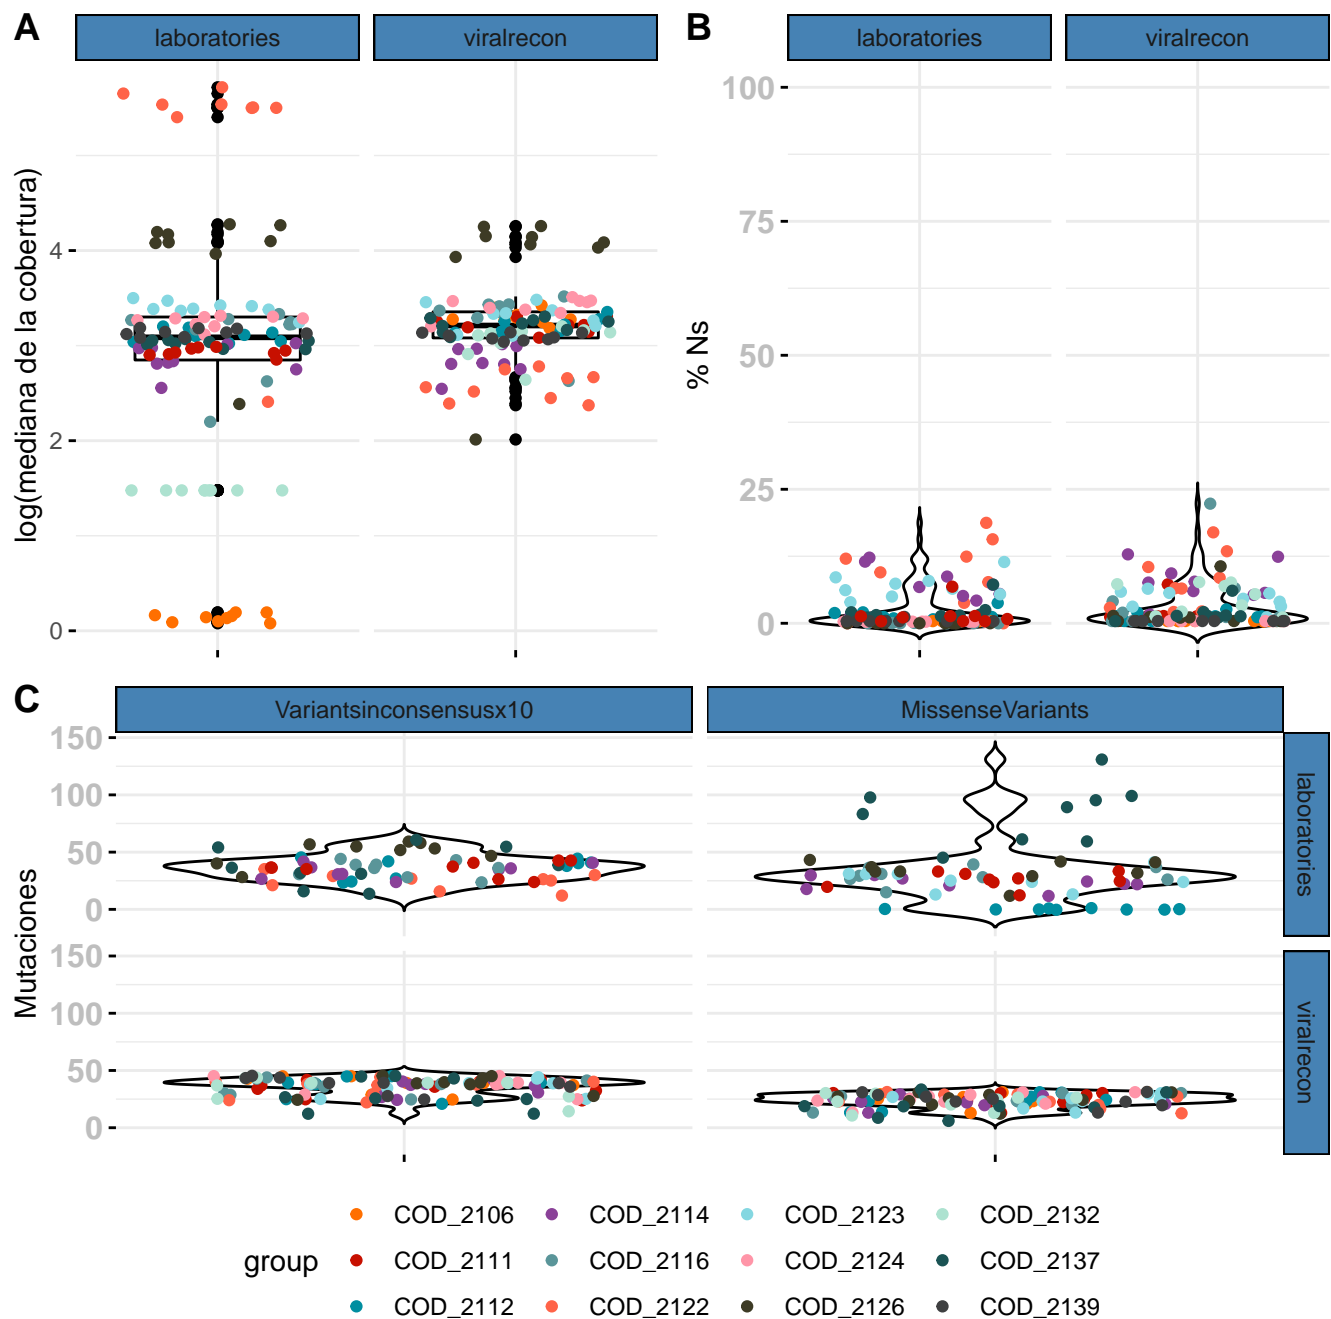 A
laboratories
viralrecon
log(mediana de la cobertura)
4
2
0
B
laboratories
viralrecon
% Ns
100
75
50
25
0
C
Variantsinconsensusx10
MissenseVariants
Mutaciones
150
100
50
0
laboratories
150
100
50
0
viralrecon
group
COD_2106
COD_2114
COD_2123
COD_2132
COD_2111
COD_2116
COD_2124
COD_2137
COD_2112
COD_2122
COD_2126
COD_2139